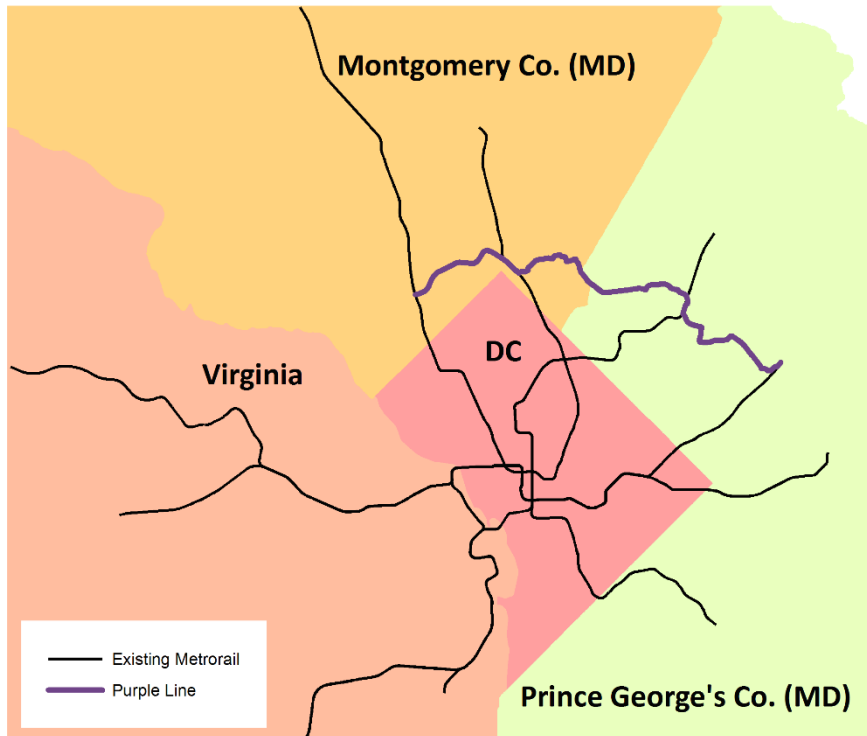 Montgomery Co. (MD)
DC
Virginia
Existing Metrorail
Purple Line
Prince George's Co. (MD)